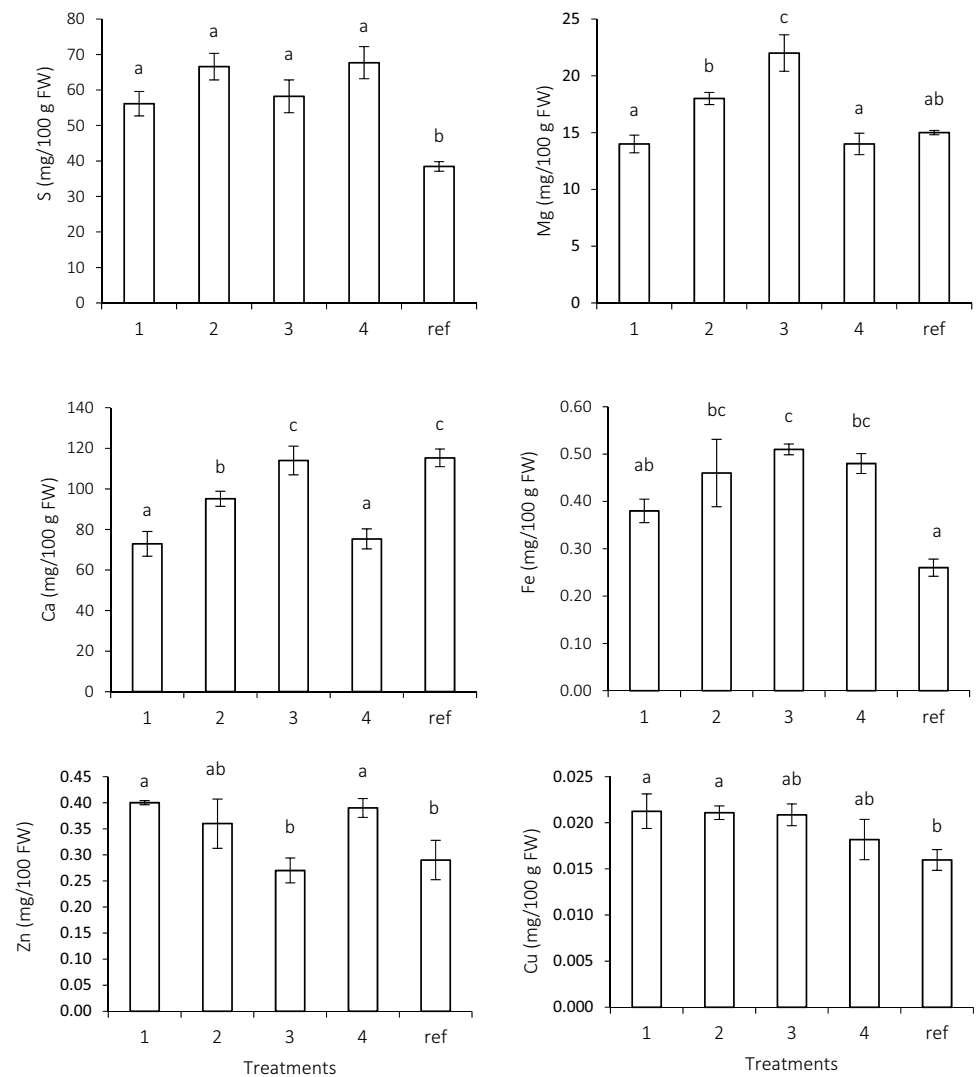 S (mg/100 g FW)
80
70
60
50
40
30
20
10
0
a
a
a
a
b
1 2 3 4 ref
Mg (mg/100 g FW)
25
20
15
10
5
0
a
b
c
a
ab
1 2 3 4 ref
Ca (mg/100 g FW)
140
120
100
80
60
40
20
0
a
b
c
a
c
1 2 3 4 ref
Fe (mg/100 g FW)
0.60
0.50
0.40
0.30
0.20
0.10
0.00
ab
bc
c
bc
a
1 2 3 4 ref
Zn (mg/100 FW)
0.45
0.40
0.35
0.30
0.25
0.20
0.15
0.10
0.05
0.00
a
ab
b
a
b
1 2 3 4 ref
Treatments
Cu (mg/100 g FW)
0.025
0.020
0.015
0.010
0.005
0.000
a
a
ab
ab
b
1 2 3 4 ref
Treatments